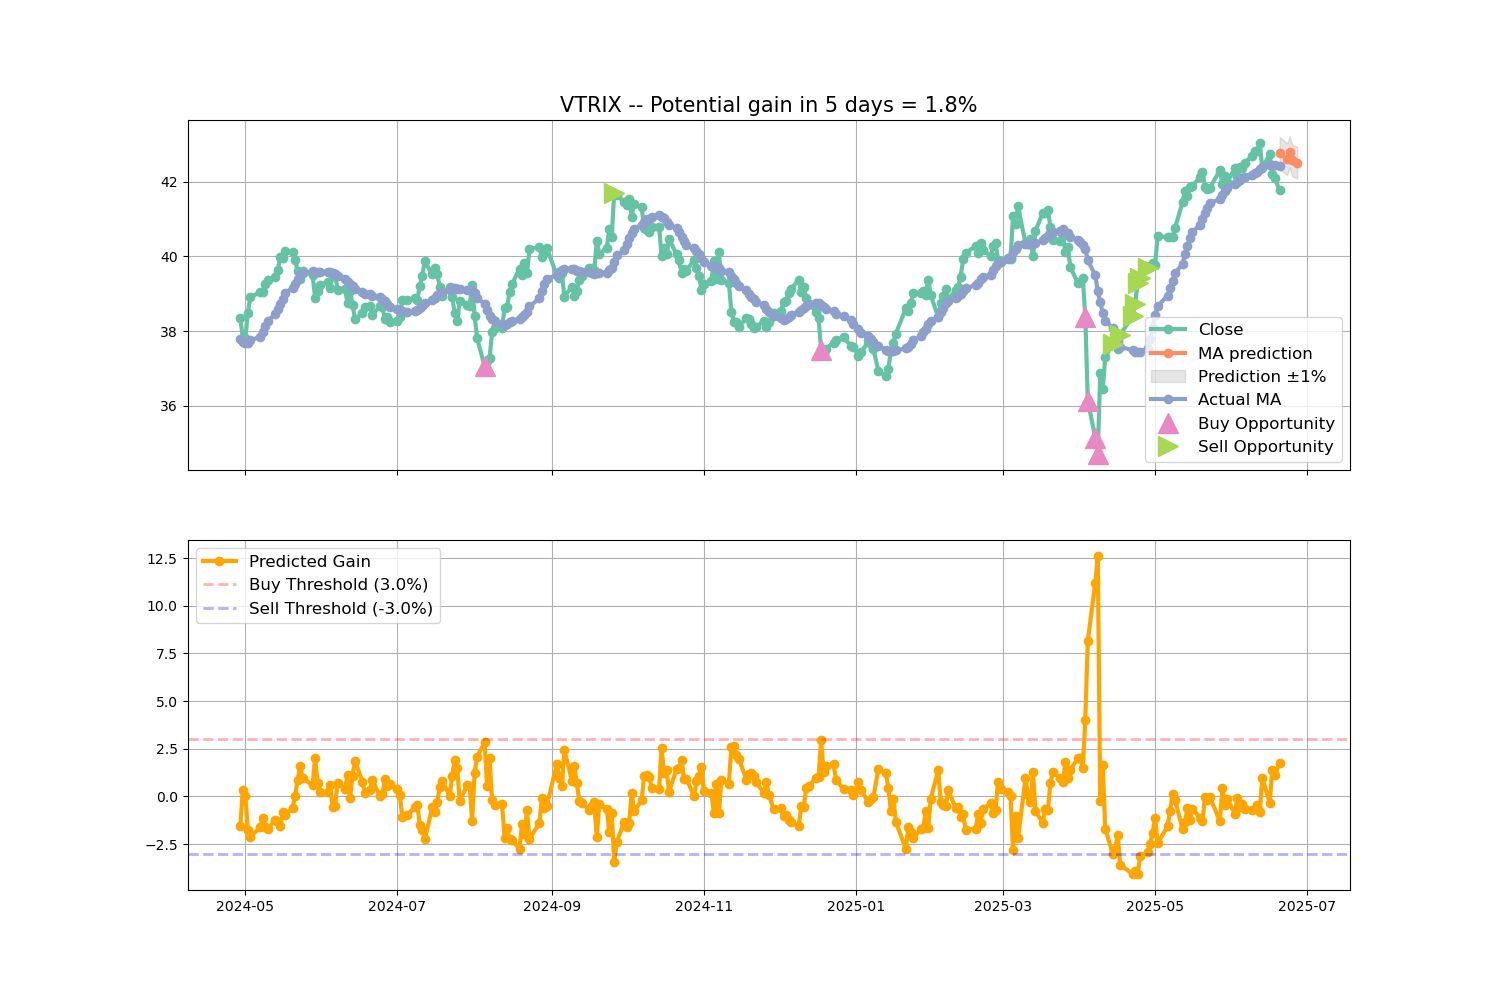 VTRIX -- Potential gain in 5 days = 1.8%
42
40
38
36
Close
MA prediction
Prediction ±1%
Actual MA
Buy Opportunity
Sell Opportunity
12.5
10.0
7.5
5.0
2.5
0.0
−2.5
Predicted Gain
Buy Threshold (3.0%)
Sell Threshold (-3.0%)
2024-05 2024-07 2024-09 2024-11 2025-01 2025-03 2025-05 2025-07